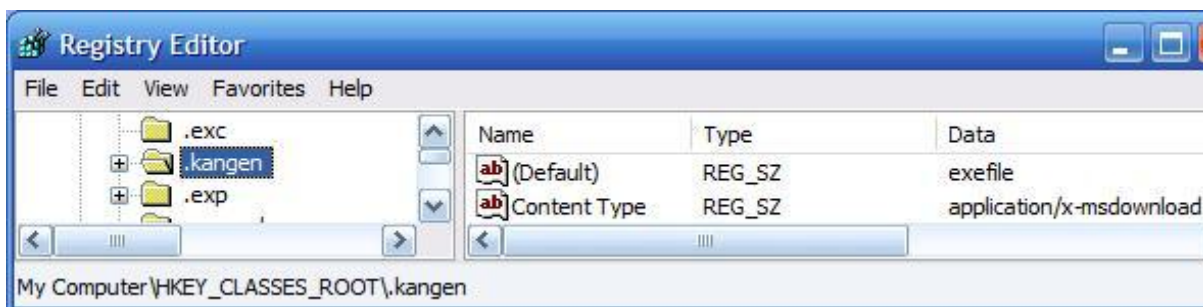 Registry Editor
File Edit View Favorites Help
.exc
.kangen
.exp
Name Type Data
(Default) REG_SZ exefile
Content Type REG_SZ application/x-msdownload
My Computer\HKEY_CLASSES_ROOT\.kangen